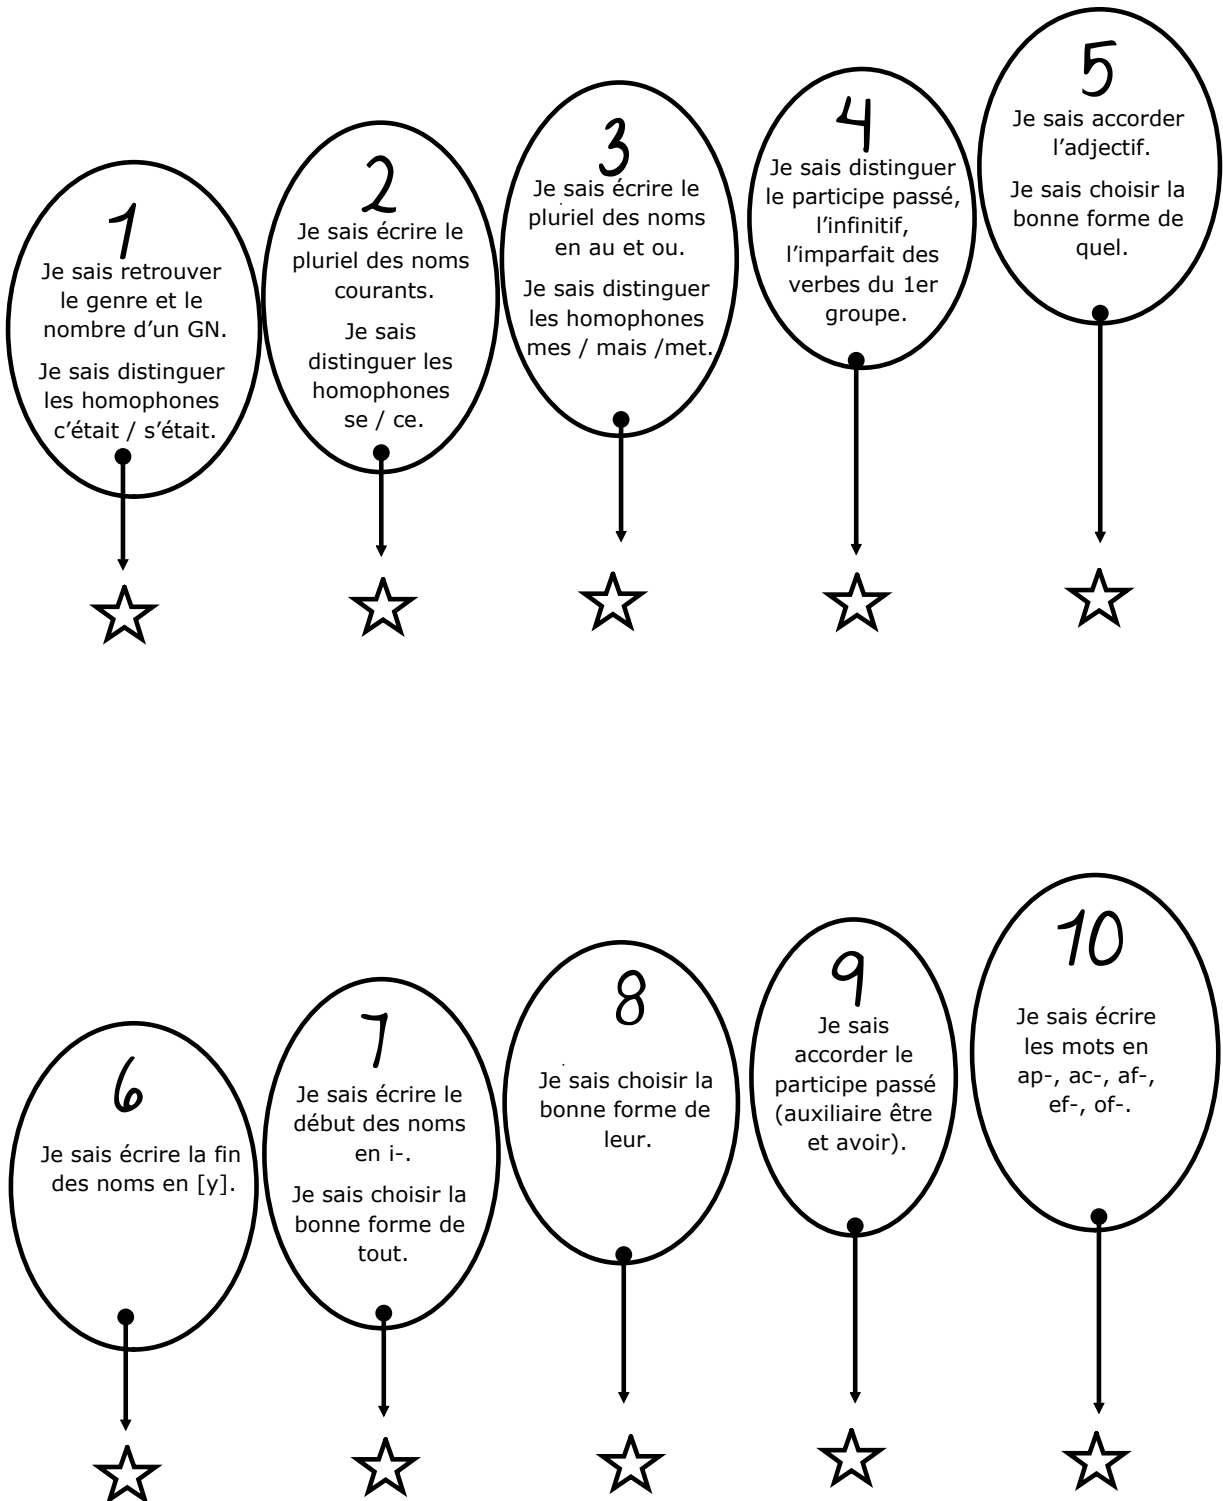 1
Je sais retrouver
le genre et le
nombre d’un GN.
Je sais distinguer
les homophones
c’était / s’était.
2
Je sais écrire le
pluriel des noms
courants.
Je sais
distinguer les
homophones
se / ce.
3
Je sais écrire le
pluriel des noms
en au et ou.
Je sais distinguer
les homophones
mes / mais /met.
4
Je sais distinguer
le participe passé,
l’infinitif,
l’imparfait des
verbes du 1er
groupe.
5
Je sais accorder
l’adjectif.
Je sais choisir la
bonne forme de
quel.
6
Je sais écrire la fin
des noms en [y].
7
Je sais écrire le
début des noms
en i-.
Je sais choisir la
bonne forme de
tout.
8
Je sais choisir la
bonne forme de
leur.
9
Je sais
accorder le
participe passé
(auxiliaire être
et avoir).
10
Je sais écrire
les mots en
ap-, ac-, af-,
ef-, of-.